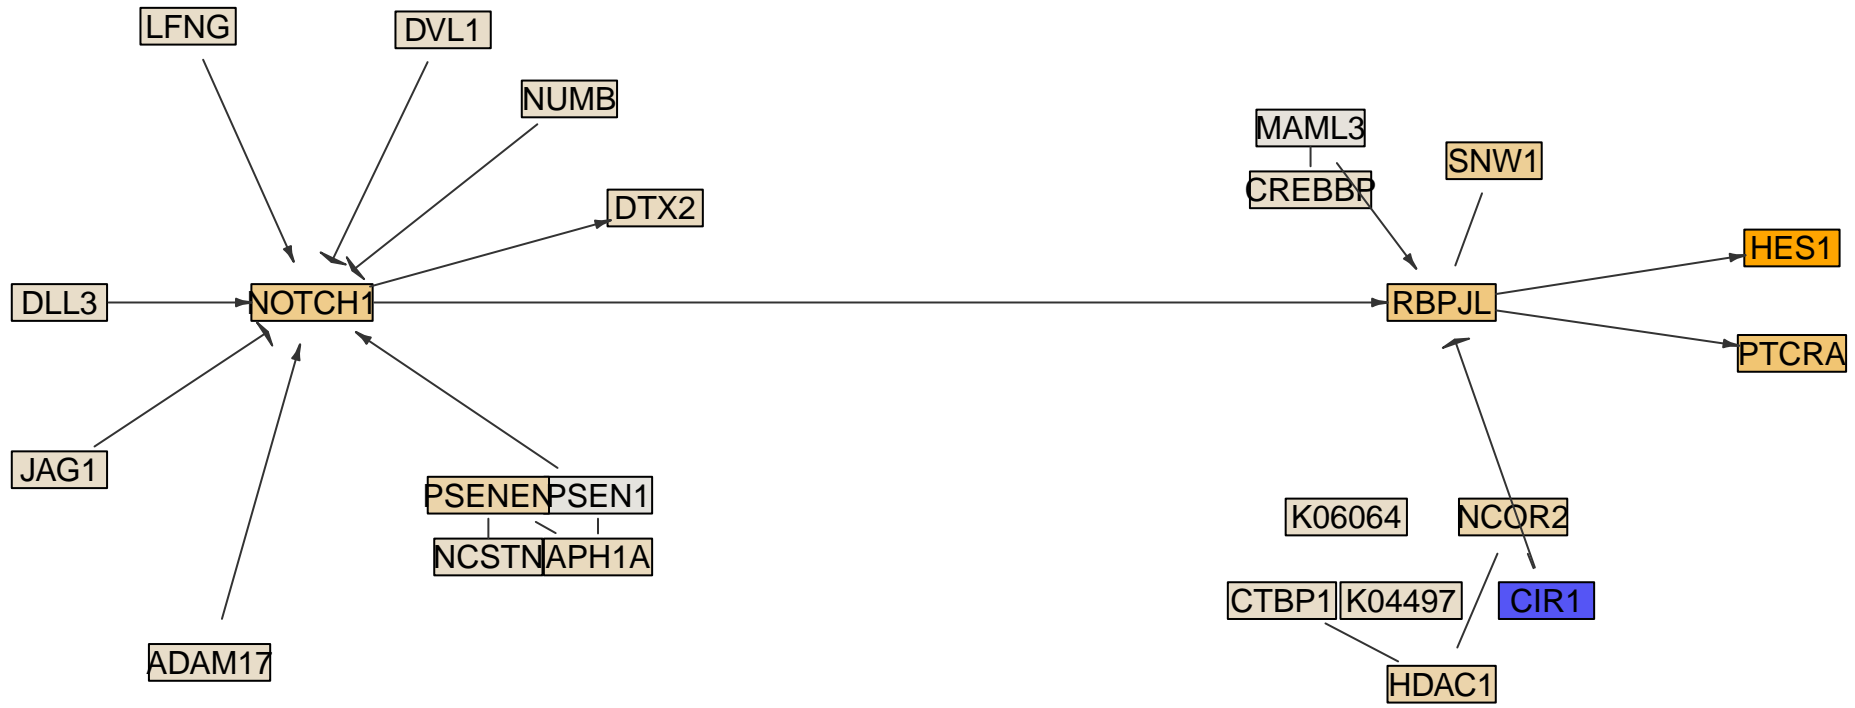 LFNG
DVL1
NUMB
MAML3
SNW1
CREBBP
DTX2
HES1
DLL3
NOTCH1
RBPJL
PTCRA
JAG1
PSENEN
PSEN1
K06064
NCOR2
NCSTN
APH1A
CTBP1
K04497
CIR1
ADAM17
HDAC1